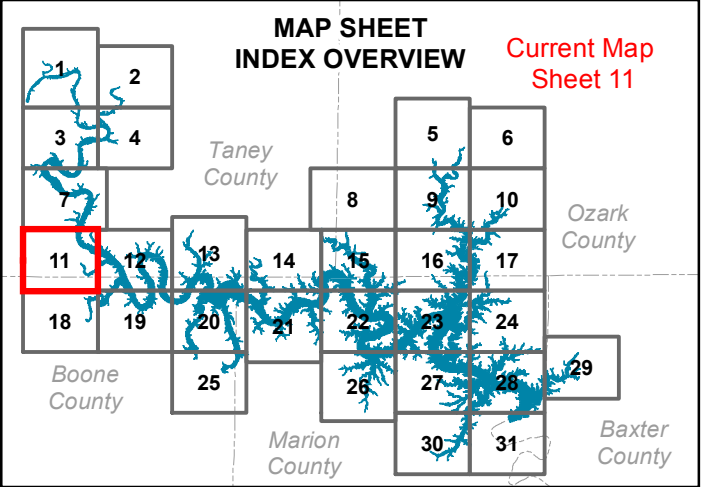 MAP SHEET
INDEX OVERVIEW
Current Map
Sheet 11
1
2
3
4
5
6
Taney
County
7
8
9
10
Ozark
County
11
12
13
14
15
16
17
18
19
20
21
22
23
24
Boone
County
25
26
27
28
29
Marion
County
30
31
Baxter
County